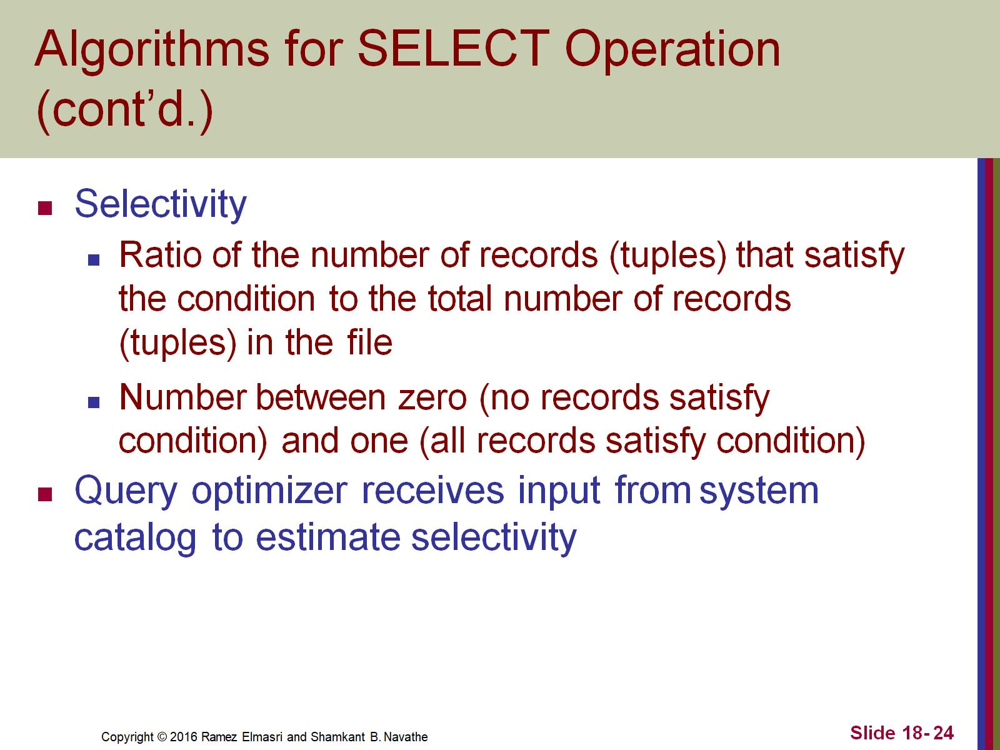 Algorithms for SELECT Operation
(cont’d.)
Selectivity
Ratio of the number of records (tuples) that satisfy
the condition to the total number of records
(tuples) in the file
Number between zero (no records satisfy
condition) and one (all records satisfy condition)
Query optimizer receives input from system
catalog to estimate selectivity
Copyright © 2016 Ramez Elmasri and Shamkant B. Navathe
Slide 18- 24